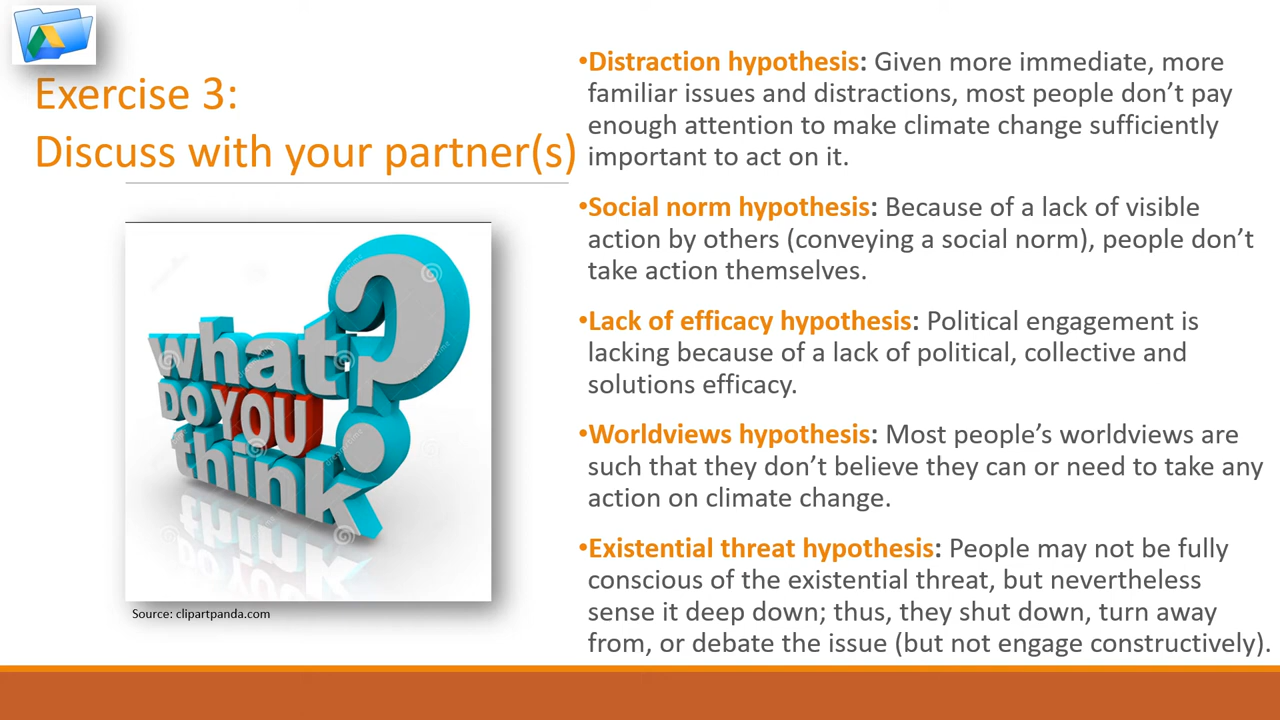 Exercise 3:
Discuss with your partner(s)
what?
DO YOU
think
Source: clipartpanda.com
•Distraction hypothesis: Given more immediate, more
familiar issues and distractions, most people don’t pay
enough attention to make climate change sufficiently
important to act on it.
•Social norm hypothesis: Because of a lack of visible
action by others (conveying a social norm), people don’t
take action themselves.
•Lack of efficacy hypothesis: Political engagement is
lacking because of a lack of political, collective and
solutions efficacy.
•Worldviews hypothesis: Most people’s worldviews are
such that they don’t believe they can or need to take any
action on climate change.
•Existential threat hypothesis: People may not be fully
conscious of the existential threat, but nevertheless
sense it deep down; thus, they shut down, turn away
from, or debate the issue (but not engage constructively).